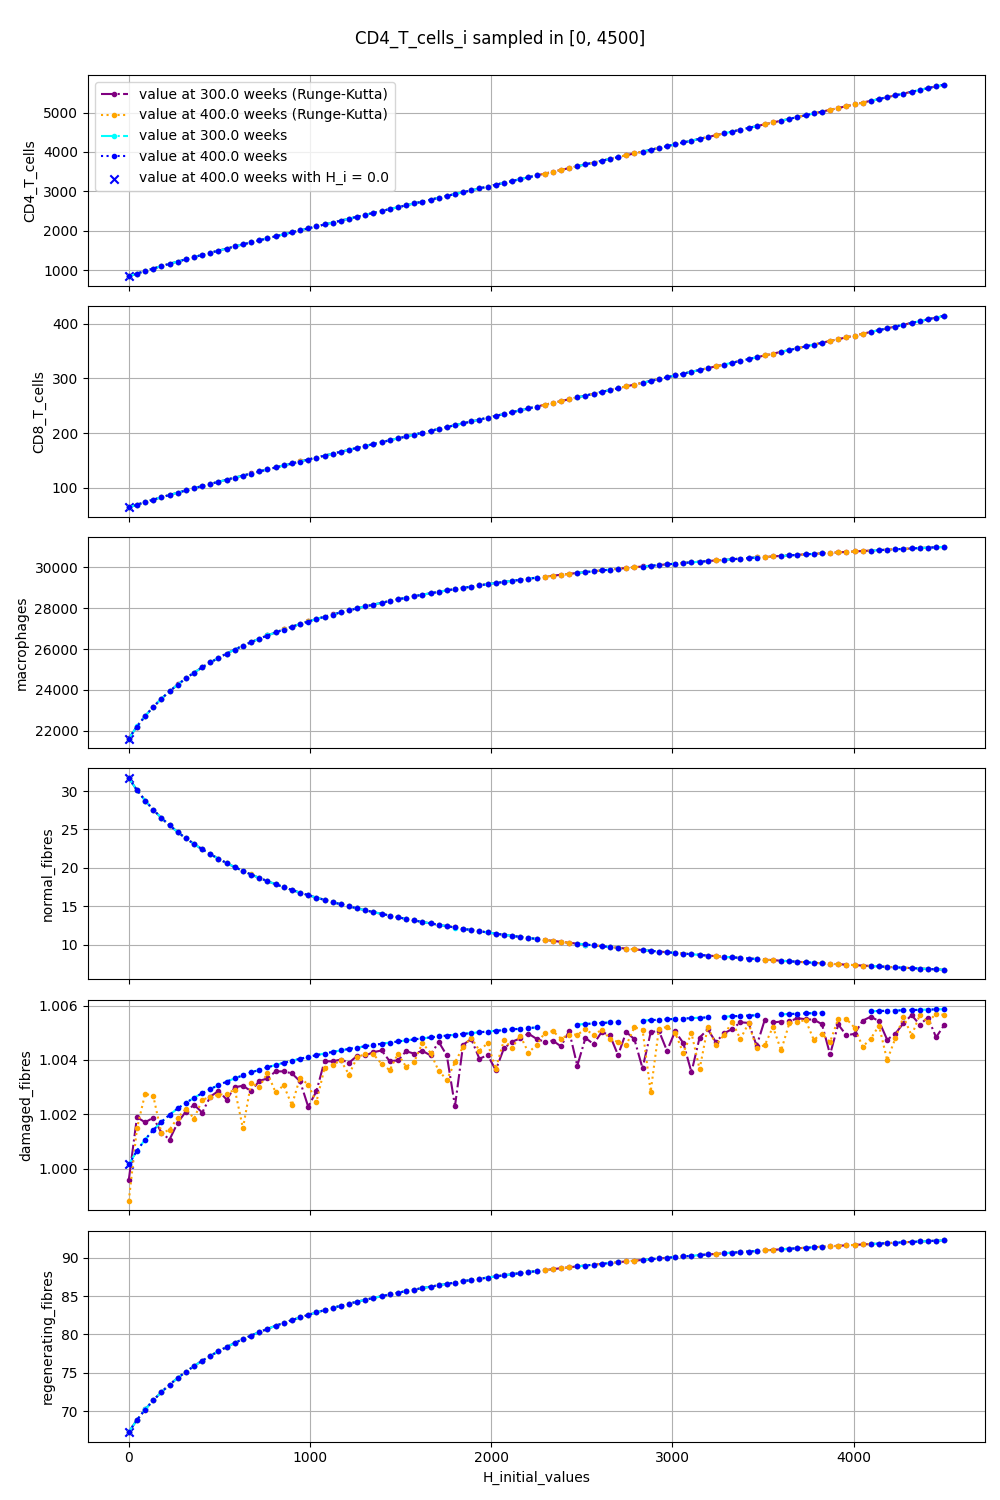 CD4_T_cells_i sampled in [0, 4500]
value at 300.0 weeks (Runge-Kutta)
value at 400.0 weeks (Runge-Kutta)
value at 300.0 weeks
value at 400.0 weeks
value at 400.0 weeks with H_i = 0.0
CD4_T_cells
5000
4000
3000
2000
1000
CD8_T_cells
400
300
200
100
macrophages
30000
28000
26000
24000
22000
normal_fibres
30
25
20
15
10
damaged_fibres
1.006
1.004
1.002
1.000
regenerating_fibres
90
85
80
75
70
0 1000 2000 3000 4000
H_initial_values